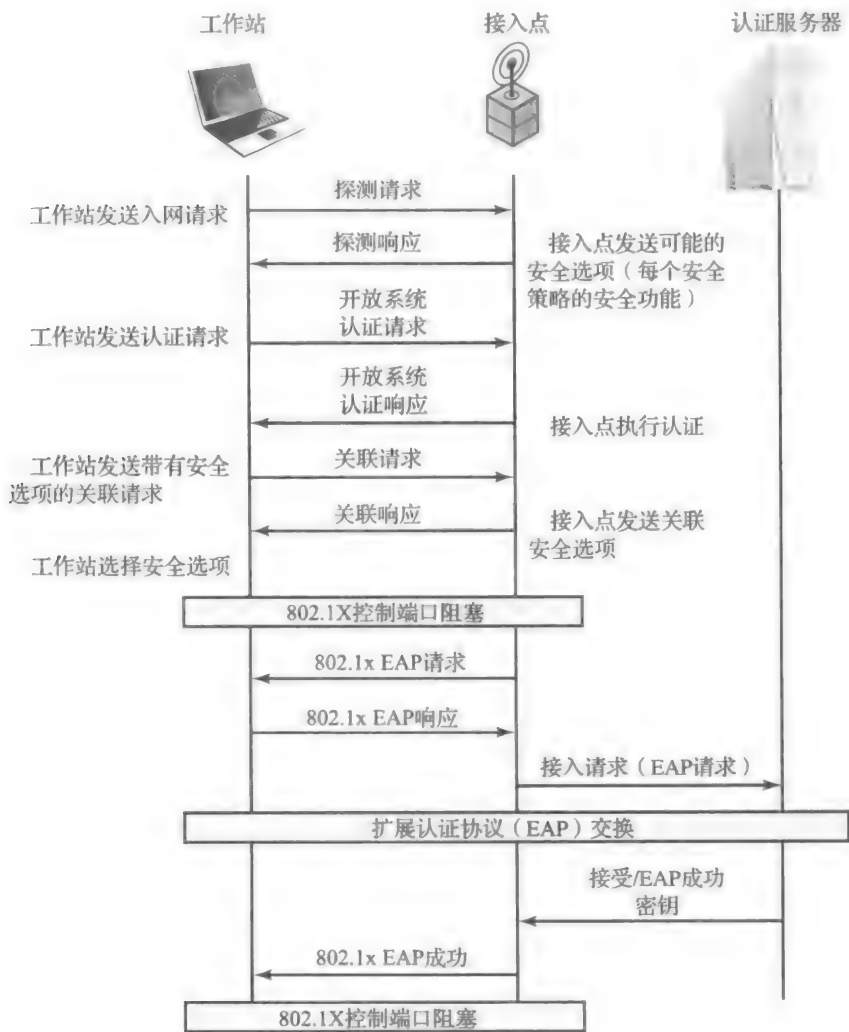 工作站
接入点
认证服务器
探测请求
工作站发送入网请求
探测响应
接入点发送可能的
安全选项（每个安全
策略的安全功能）
开放系统
认证请求
工作站发送认证请求
开放系统
认证响应
接入点执行认证
关联请求
工作站发送带有安全
选项的关联请求
关联响应
接入点发送关联
安全选项
工作站选择安全选项
802.1X控制端口阻塞
802.1x EAP请求
802.1x EAP响应
接入请求（EAP请求）
扩展认证协议（EAP）交换
接受/EAP成功
密钥
802.1x EAP成功
802.1X控制端口阻塞